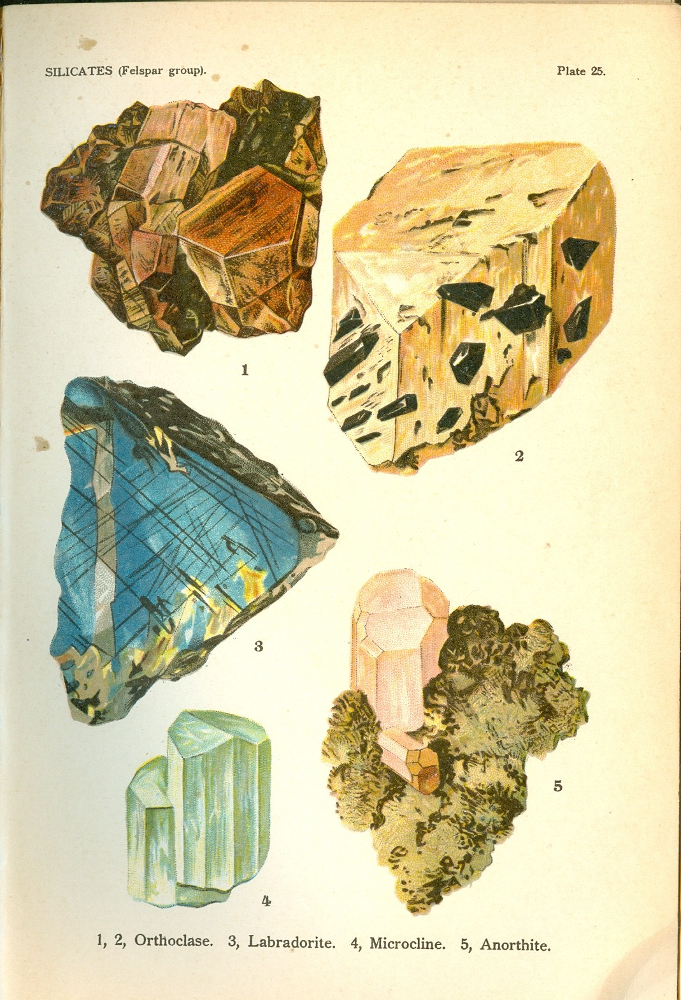 SILICATES (Felspar group).
Plate 25.
1
2
3
4
5
1, 2, Orthoclase. 3, Labradorite. 4, Microcline. 5, Anorthite.